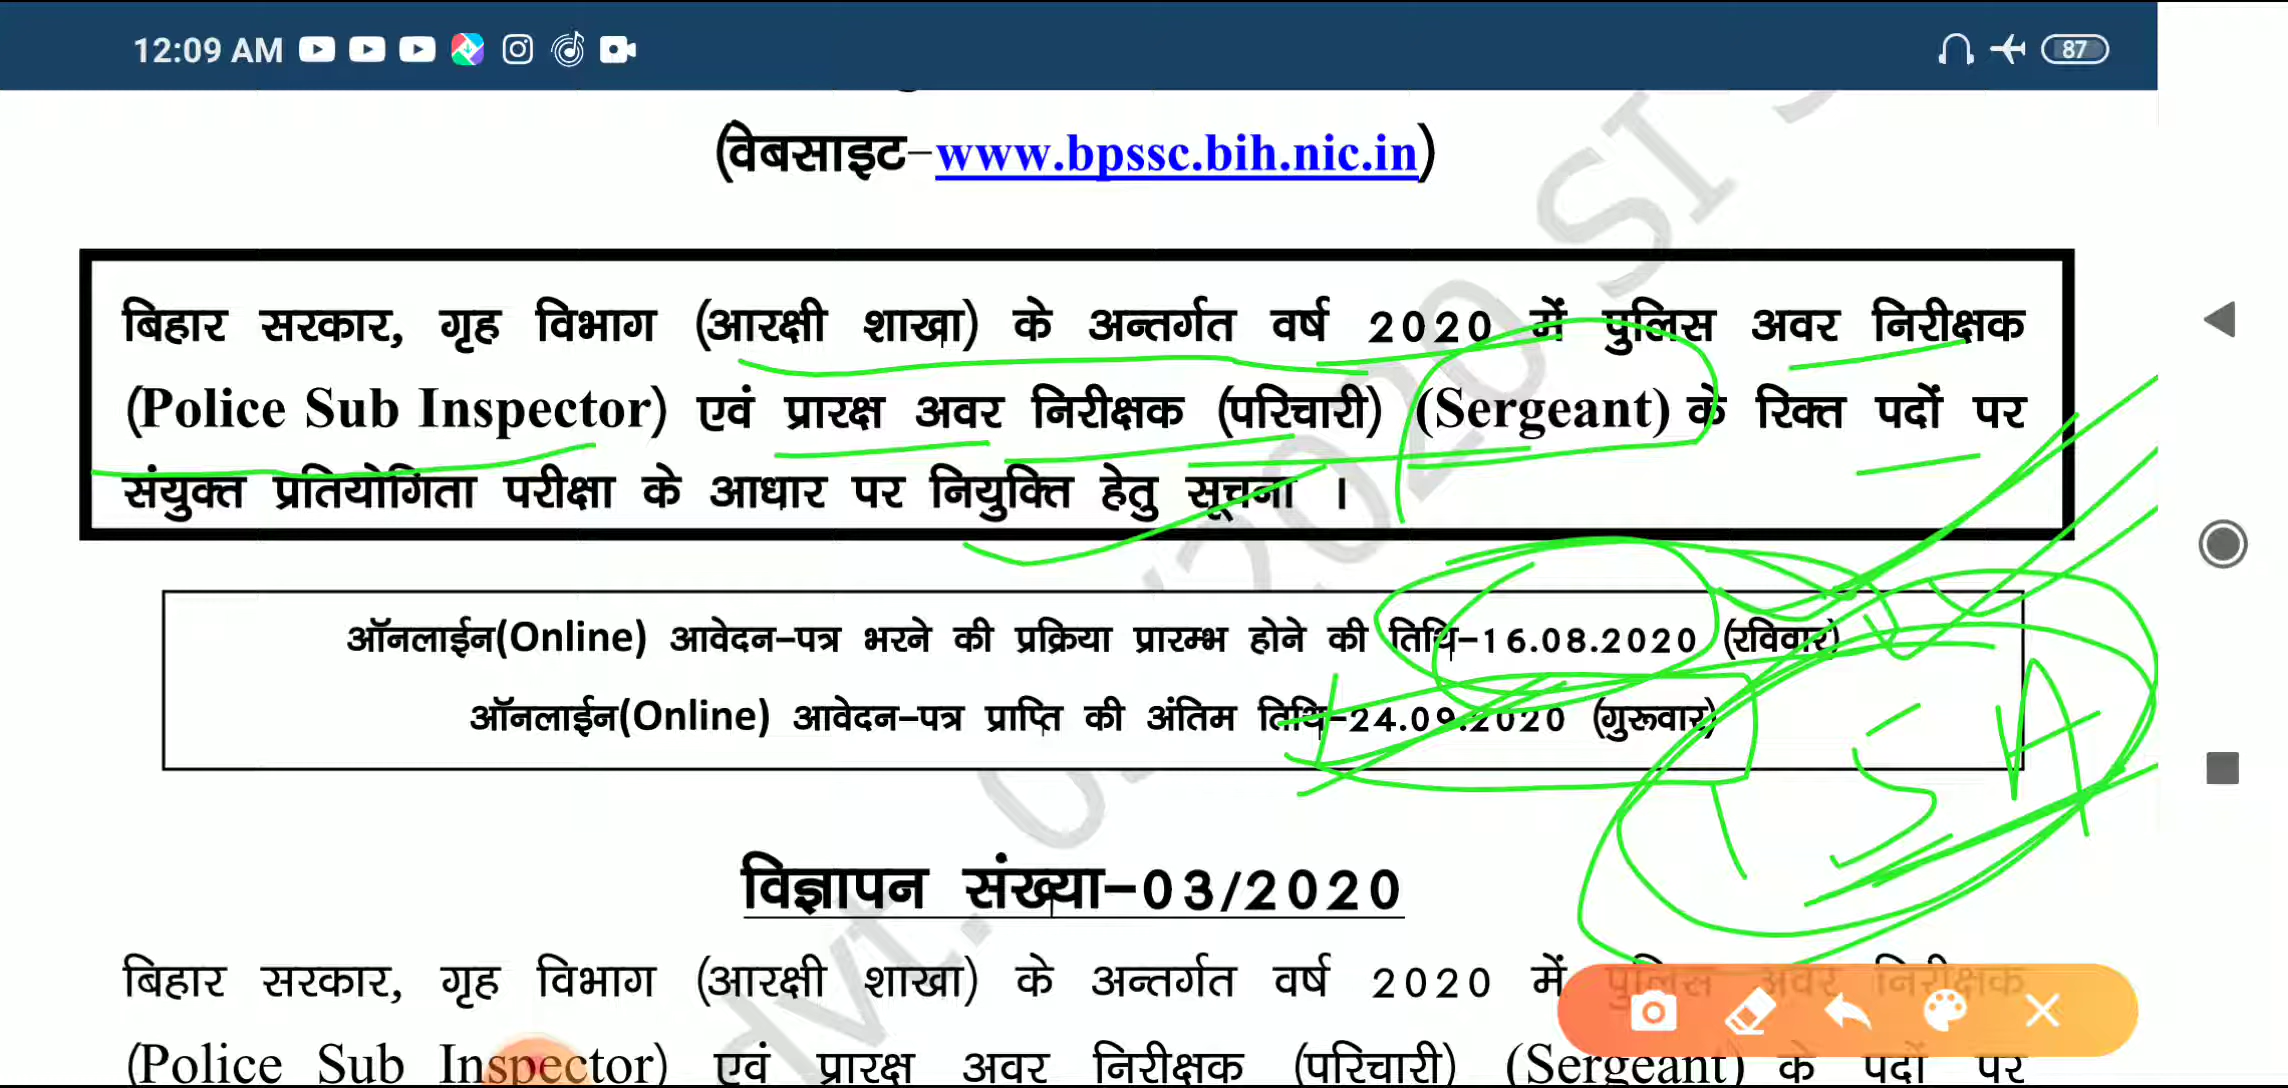 12:09 AM
87
(वेबसाइट–www.bpssc.bih.nic.in)
बिहार सरकार, गृह विभाग (आरक्षी शाखा) के अन्तर्गत वर्ष 2020 में पुलिस अवर निरीक्षक
(Police Sub Inspector) एवं प्रारक्ष अवर निरीक्षक (परिचारी) (Sergeant) के रिक्त पदों पर
संयुक्त प्रतियोगिता परीक्षा के आधार पर नियुक्ति हेतु सूचना ।
ऑनलाईन(Online) आवेदन–पत्र भरने की प्रक्रिया प्रारम्भ होने की तिथि–16.08.2020 (रविवार)
ऑनलाईन(Online) आवेदन–पत्र प्राप्ति की अंतिम तिथि–24.09.2020 (गुरूवार)
विज्ञापन संख्या–03/2020
बिहार सरकार, गृह विभाग (आरक्षी शाखा) के अन्तर्गत वर्ष 2020 में पुलिस अवर निरीक्षक
(Police Sub Inspector) एवं प्रारक्ष अवर निरीक्षक (परिचारी) (Sergeant) के पदों पर